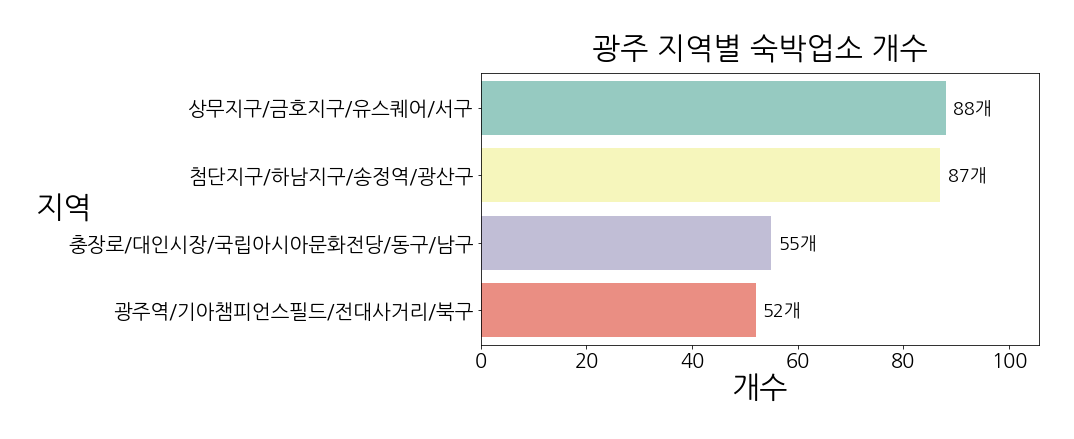 광주 지역별 숙박업소 개수
지역
상무지구/금호지구/유스퀘어/서구
88개
첨단지구/하남지구/송정역/광산구
87개
충장로/대인시장/국립아시아문화전당/동구/남구
55개
광주역/기아챔피언스필드/전대사거리/북구
52개
0 20 40 60 80 100
개수